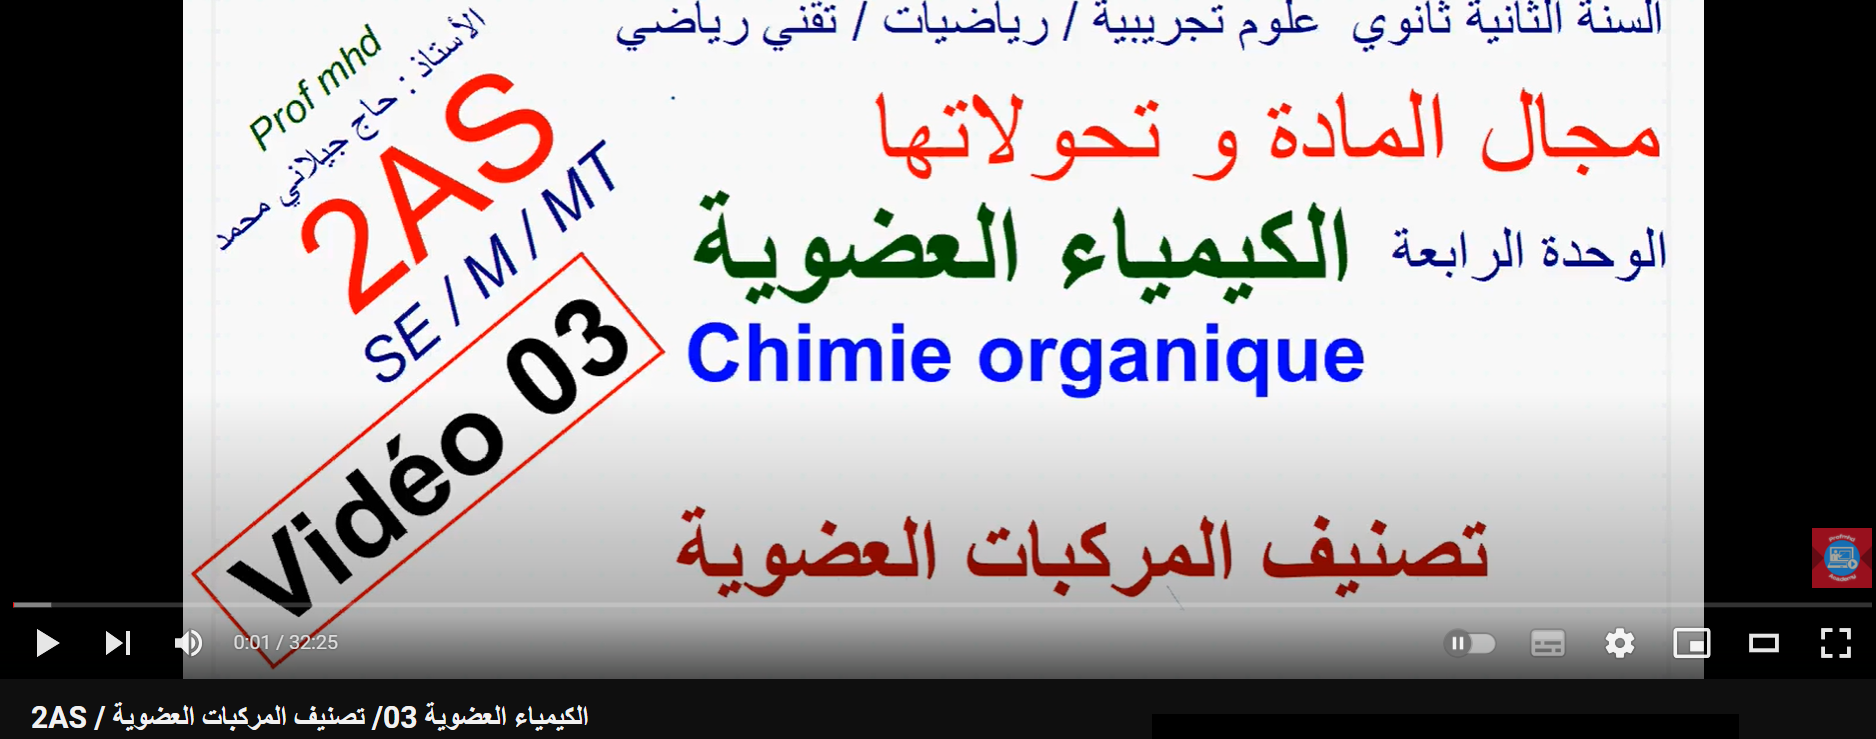 السنة الثانية ثانوي علوم تجريبية / رياضيات / تقني رياضي
Prof mhd
الأستاذ : حاج جيلاني محمد
2AS
SE / M / MT
مجال المادة و تحولاتها
الوحدة الرابعة
الكيمياء العضوية
Chimie organique
Vidéo 03
تصنيف المركبات العضوية
Profmhd
Academy
0:01 / 32:25
2AS / الكيمياء العضوية 03/ تصنيف المركبات العضوية